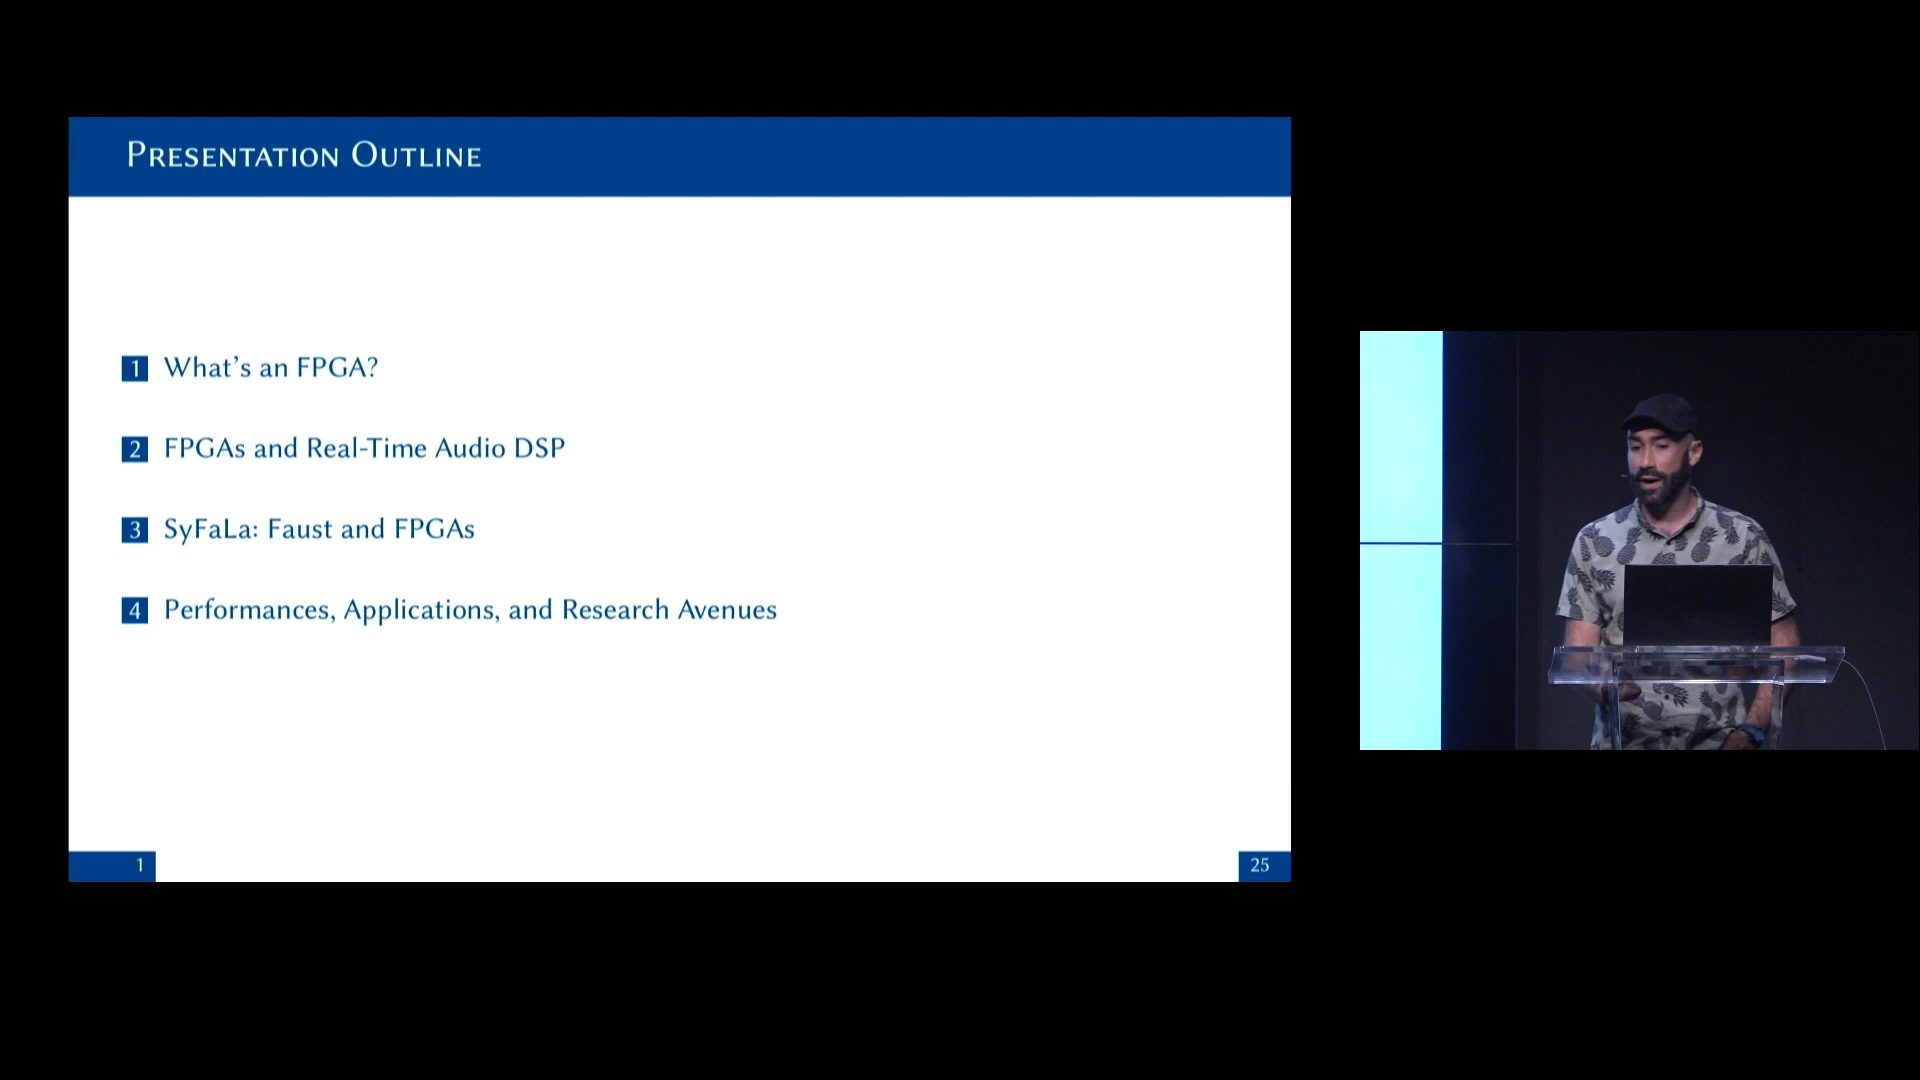 Presentation Outline
1 What's an FPGA?
2 FPGAs and Real-Time Audio DSP
3 SyFaLa: Faust and FPGAs
4 Performances, Applications, and Research Avenues
1
25